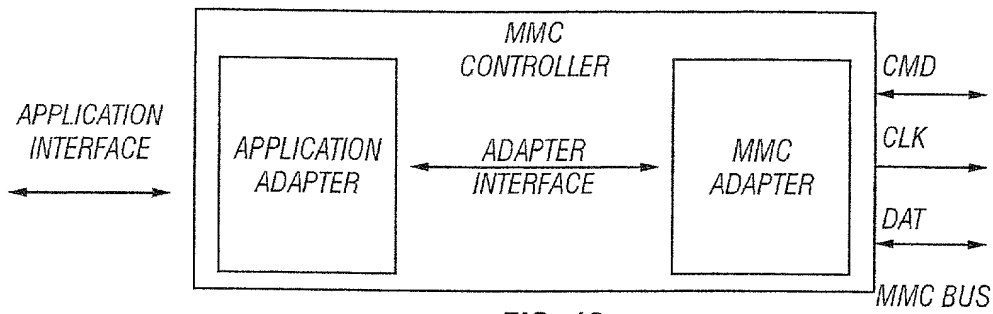 MMC
CONTROLLER
APPLICATION
INTERFACE
APPLICATION
ADAPTER
ADAPTER
INTERFACE
MMC
ADAPTER
CMD
CLK
DAT
MMC BUS